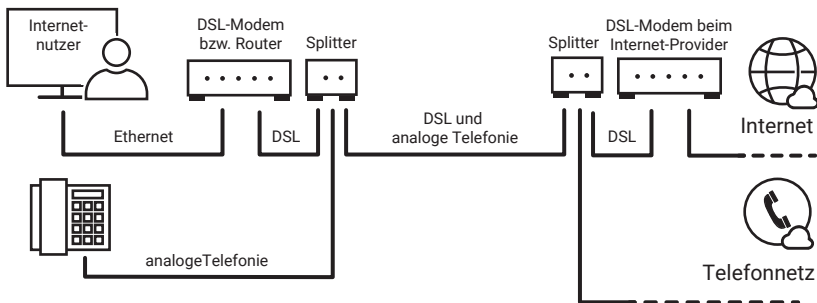 Internet-
nutzer
DSL-Modem
bzw. Router
Splitter
Splitter
DSL-Modem beim
Internet-Provider
Ethernet
DSL
DSL und
analoge Telefonie
DSL
Internet
analogeTelefonie
Telefonnetz